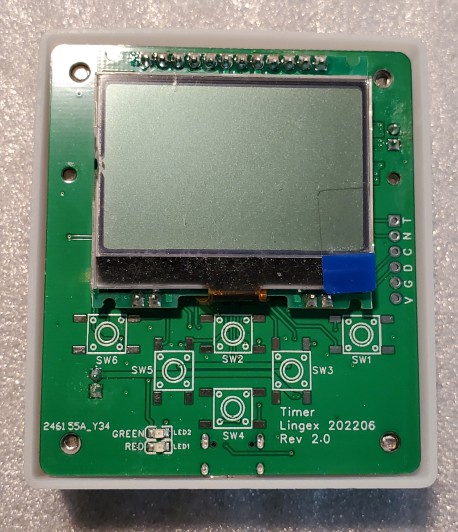 T
N
C
D
G
V
SW6
SW2
SW1
SW5
SW3
SW4
246155A_Y34
GREEN
LED2
RED
LED1
Timer
Lingex 202206
Rev 2.0